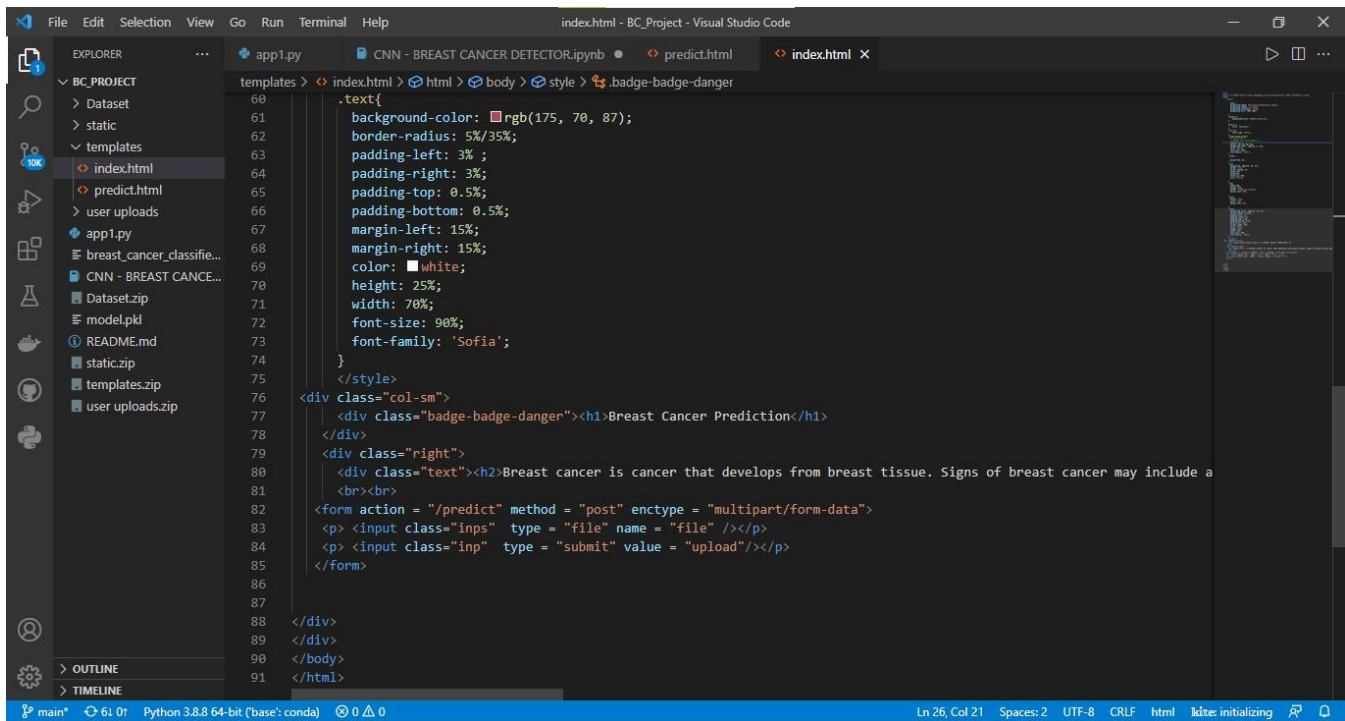 File Edit Selection View Go Run Terminal Help
index.html - BC_Project - Visual Studio Code
EXPLORER
app1.py CNN - BREAST CANCER DETECTOR.ipynb predict.html index.html
1
BC_PROJECT
Dataset
static
templates
index.html
predict.html
user uploads
app1.py
breast_cancer_classifie...
CNN - BREAST CANCE...
Dataset.zip
model.pkl
README.md
static.zip
templates.zip
user uploads.zip
10K
OUTLINE
TIMELINE
templates > index.html > html > body > style > .badge-badge-danger
60 .text{
61 background-color: rgb(175, 70, 87);
62 border-radius: 5%/35%;
63 padding-left: 3% ;
64 padding-right: 3%;
65 padding-top: 0.5%;
66 padding-bottom: 0.5%;
67 margin-left: 15%;
68 margin-right: 15%;
69 color: white;
70 height: 25%;
71 width: 70%;
72 font-size: 90%;
73 font-family: 'Sofia';
74 }
75 </style>
76 <div class="col-sm">
77 <div class="badge-badge-danger"><h1>Breast Cancer Prediction</h1>
78 </div>
79 <div class="right">
80 <div class="text"><h2>Breast cancer is cancer that develops from breast tissue. Signs of breast cancer may include a
81 <br><br>
82 <form action = "/predict" method = "post" enctype = "multipart/form-data">
83 <p> <input class="inps" type = "file" name = "file" /></p>
84 <p> <input class="inp" type = "submit" value = "upload"/></p>
85 </form>
86
87
88 </div>
89 </div>
90 </body>
91 </html>
main* 6↓ 0↑ Python 3.8.8 64-bit ('base': conda) 0 0
Ln 26, Col 21 Spaces: 2 UTF-8 CRLF html kite: initializing